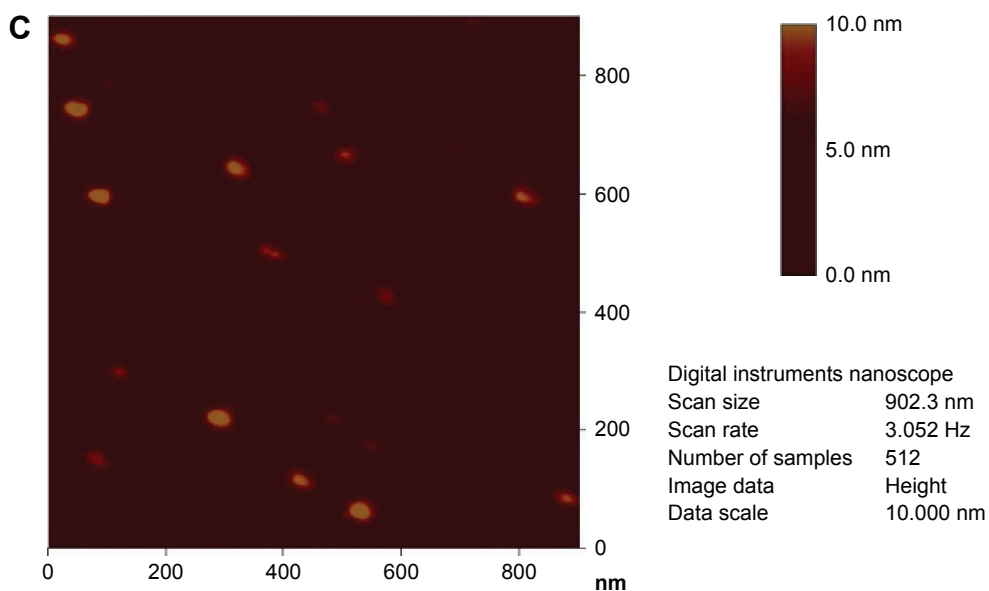 C
10.0 nm
5.0 nm
0.0 nm
800
600
400
200
0
0 200 400 600 800
nm
Digital instruments nanoscope
Scan size 902.3 nm
Scan rate 3.052 Hz
Number of samples 512
Image data Height
Data scale 10.000 nm